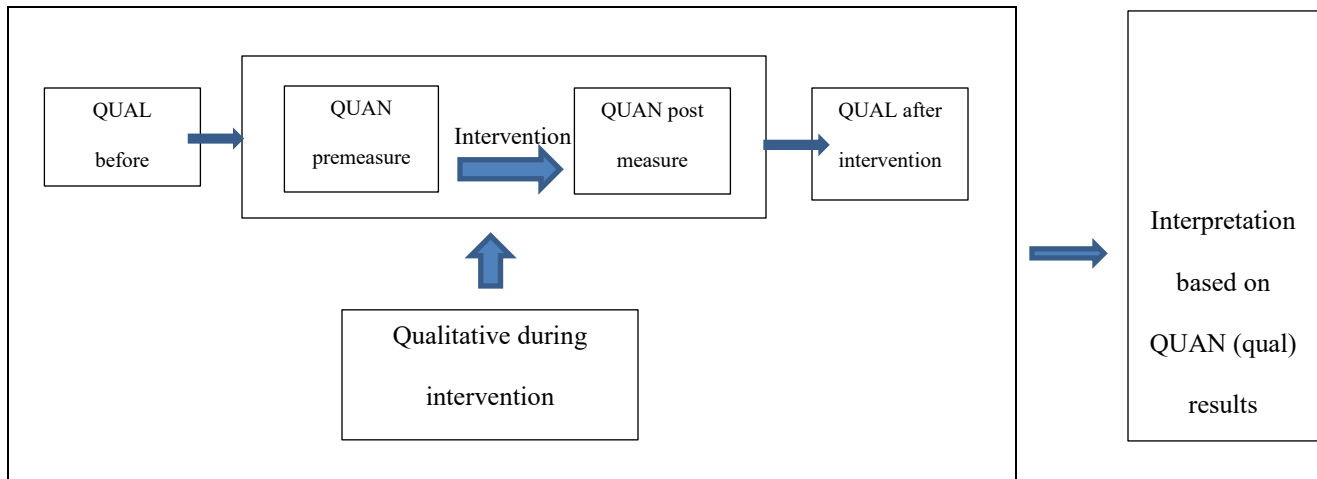 QUAL
before
QUAN
premeasure
Intervention
QUAN post
measure
QUAL after
intervention
Qualitative during
intervention
Interpretation
based on
QUAN (qual)
results